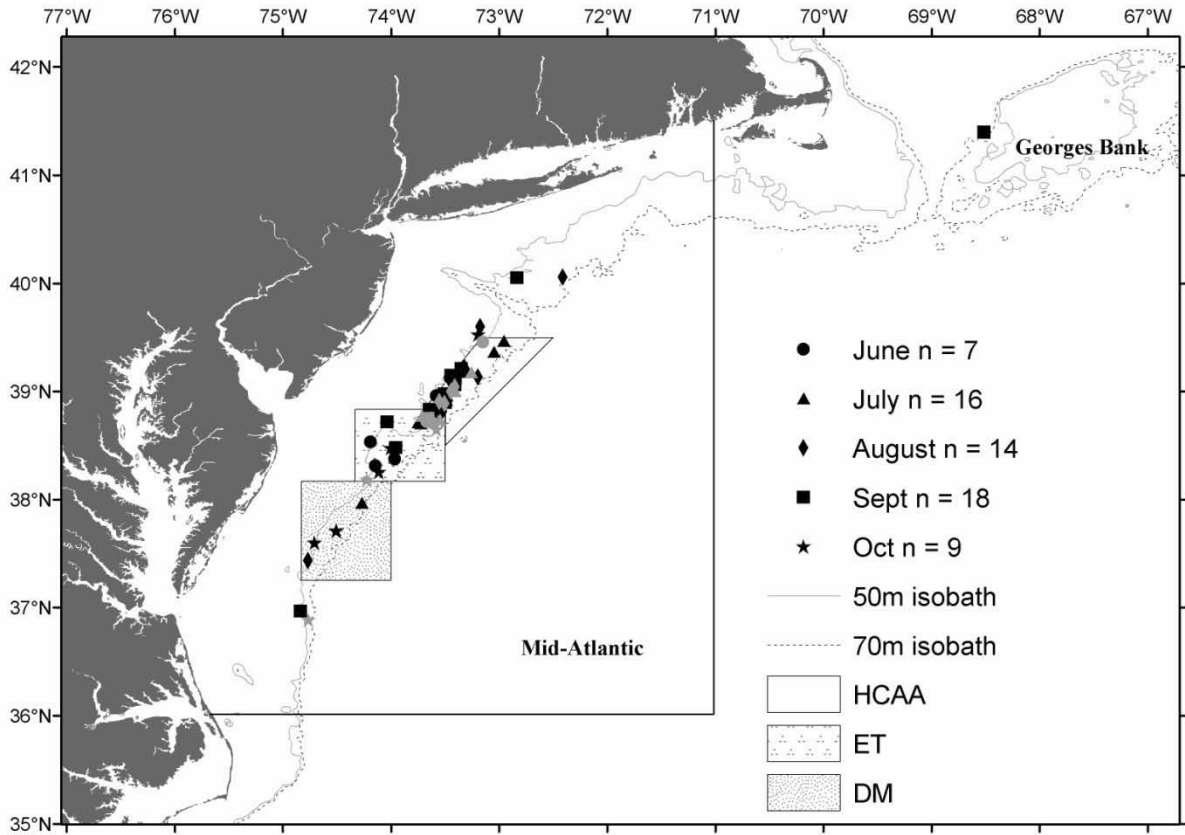 77°W 76°W 75°W 74°W 73°W 72°W 71°W 70°W 69°W 68°W 67°W
42°N
Georges Bank
41°N
40°N
39°N
38°N
37°N
36°N
35°N
June n = 7
July n = 16
August n = 14
Sept n = 18
Oct n = 9
50m isobath
70m isobath
HCAA
ET
DM
Mid-Atlantic